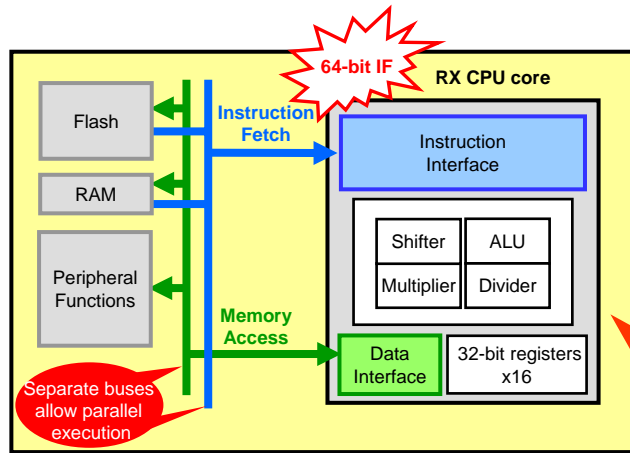 64-bit IF
RX CPU core
Flash
Instruction
Fetch
Instruction
Interface
RAM
Shifter
ALU
Multiplier
Divider
Peripheral
Functions
Memory
Access
Data
Interface
32-bit registers
x16
Separate buses
allow parallel
execution